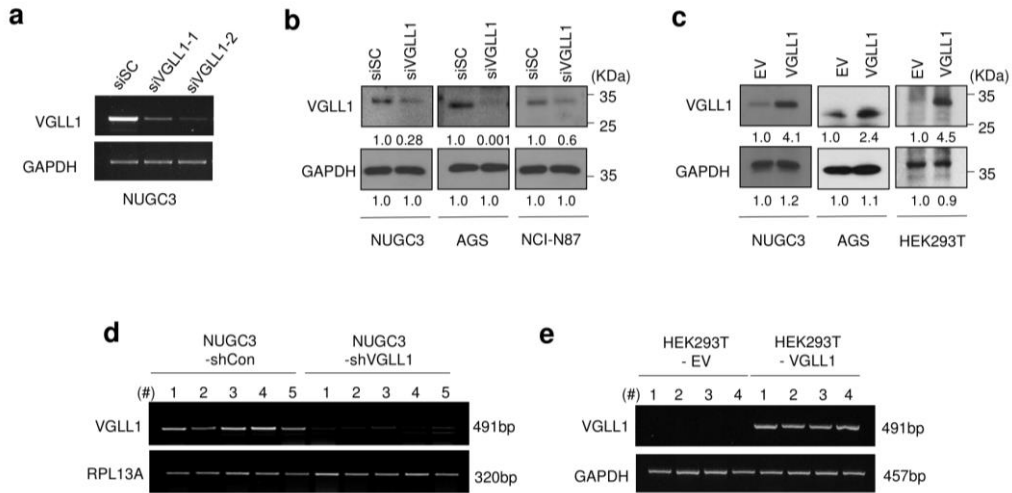 a
siSC
siVGLL1-1
siVGLL1-2
VGLL1
GAPDH
NUGC3
b
siSC
siVGLL1
siSC
siVGLL1
siSC
siVGLL1
(KDa)
VGLL1
35
25
1.0 0.28 1.0 0.001 1.0 0.6
GAPDH
35
1.0 1.0 1.0 1.0 1.0 1.0
NUGC3 AGS NCI-N87
c
EV
VGLL1
EV
VGLL1
EV
VGLL1
(KDa)
VGLL1
35
25
1.0 4.1 1.0 2.4 1.0 4.5
GAPDH
35
1.0 1.2 1.0 1.1 1.0 0.9
NUGC3 AGS HEK293T
d
NUGC3
-shCon
NUGC3
-shVGLL1
(#) 1 2 3 4 5 1 2 3 4 5
VGLL1 491bp
RPL13A 320bp
e
HEK293T
- EV
HEK293T
- VGLL1
(#) 1 2 3 4 1 2 3 4
VGLL1 491bp
GAPDH 457bp